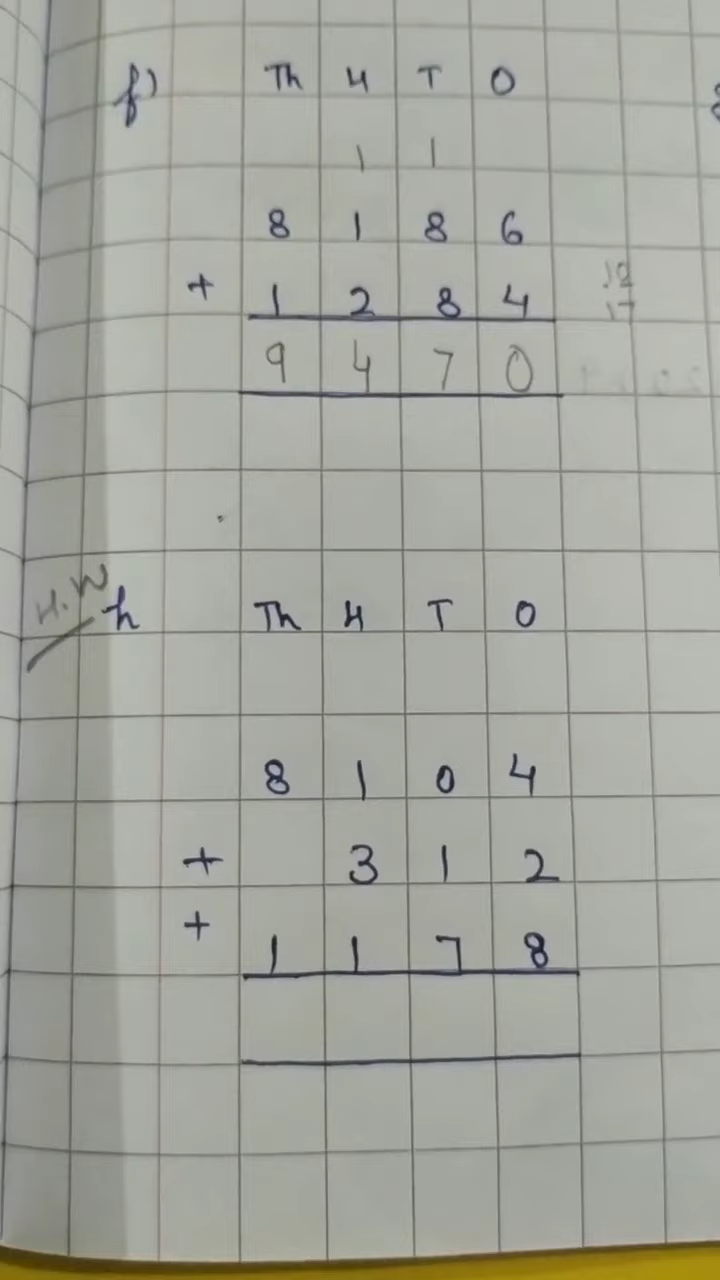 f) Th H T O
1 1
8 1 8 6
+ 1 2 8 4
9 4 7 0
H.W h Th H T O
8 1 0 4
+ 3 1 2
+ 1 1 7 8